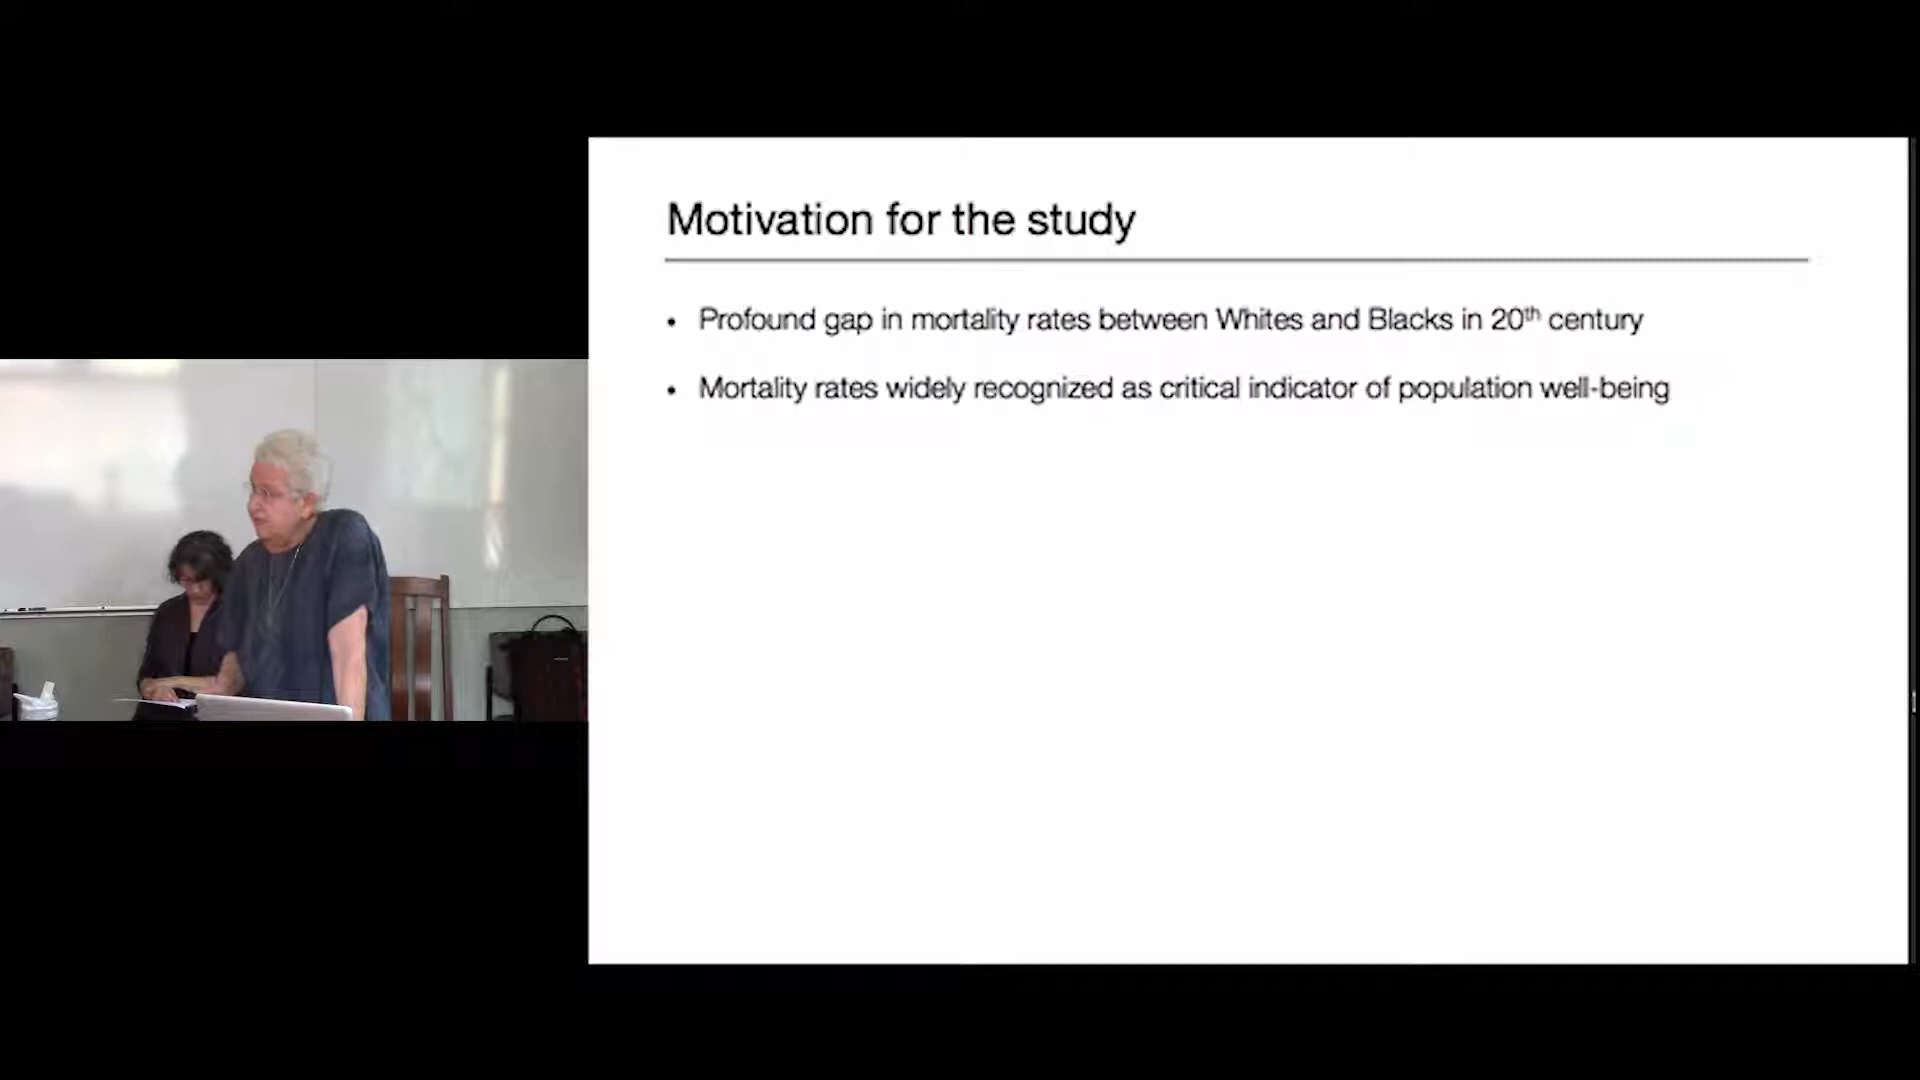 Motivation for the study
• Profound gap in mortality rates between Whites and Blacks in 20th century
• Mortality rates widely recognized as critical indicator of population well-being